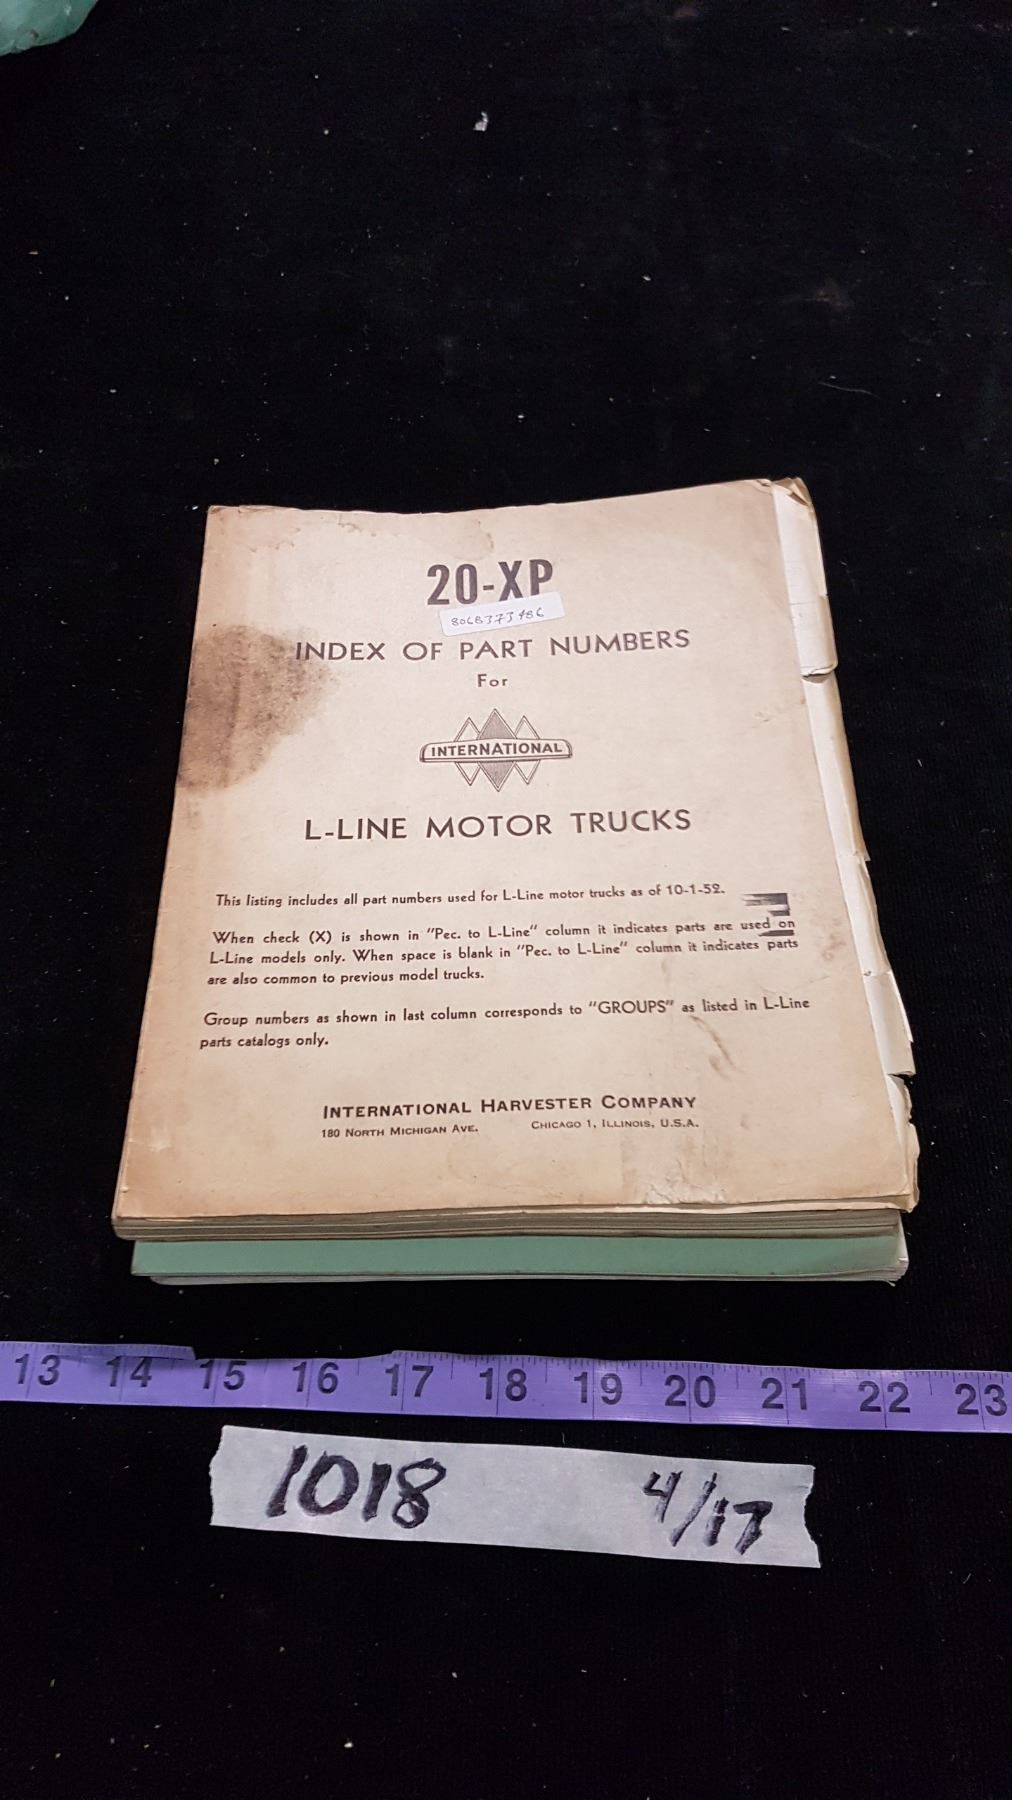 20-XP
8068373486
INDEX OF PART NUMBERS
For
INTERNATIONAL
L-LINE MOTOR TRUCKS
This listing includes all part numbers used for L-Line motor trucks as of 10-1-52.
When check (X) is shown in "Pec. to L-Line" column it indicates parts are used on
L-Line models only. When space is blank in "Pec. to L-Line" column it indicates parts
are also common to previous model trucks.
Group numbers as shown in last column corresponds to "GROUPS" as listed in L-Line
parts catalogs only.
INTERNATIONAL HARVESTER COMPANY
180 NORTH MICHIGAN AVE. CHICAGO 1, ILLINOIS, U.S.A.
13 14 15 16 17 18 19 20 21 22 23
1018 4/17